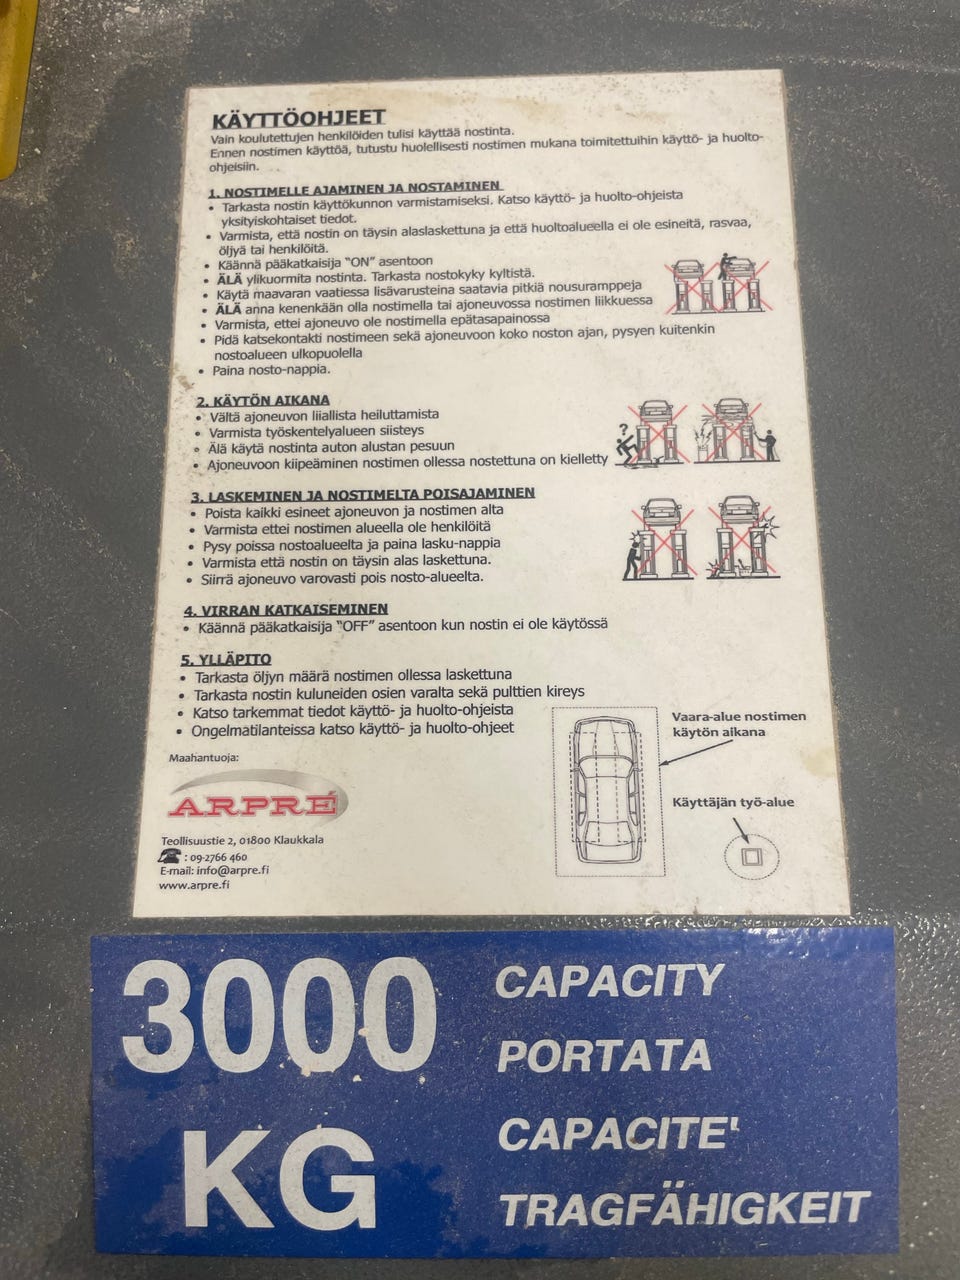 KÄYTTÖOHJEET
Vain koulutettujen henkilöiden tulisi käyttää nostinta.
Ennen nostimen käyttöä, tutustu huolellisesti nostimen mukana toimitettuihin käyttö- ja huolto-
ohjeisiin.
1. NOSTIMELLE AJAMINEN JA NOSTAMINEN
• Tarkasta nostin käyttökunnon varmistamiseksi. Katso käyttö- ja huolto-ohjeista
yksityiskohtaiset tiedot.
• Varmista, että nostin on täysin alaslaskettuna ja että huoltoalueella ei ole esineitä, rasvaa,
öljyä tai henkilöitä.
• Käännä pääkatkaisija "ON" asentoon
• ÄLÄ ylikuormita nostinta. Tarkasta nostokyky kyltistä.
• Käytä maavaran vaatiessa lisävarusteina saatavia pitkiä nousuramppeja
• ÄLÄ anna kenenkään olla nostimella tai ajoneuvossa nostimen liikkuessa
• Varmista, ettei ajoneuvo ole nostimella epätasapainossa
• Pidä katsekontakti nostimeen sekä ajoneuvoon koko noston ajan, pysyen kuitenkin
nostoalueen ulkopuolella
• Paina nosto-nappia.
2. KÄYTÖN AIKANA
• Vältä ajoneuvon liiallista heiluttamista
• Varmista työskentelyalueen siisteys
• Älä käytä nostinta auton alustan pesuun
• Ajoneuvoon kiipeäminen nostimen ollessa nostettuna on kielletty
?
3. LASKEMINEN JA NOSTIMELTA POISAJAMINEN
• Poista kaikki esineet ajoneuvon ja nostimen alta
• Varmista ettei nostimen alueella ole henkilöitä
• Pysy poissa nostoalueelta ja paina lasku-nappia
• Varmista että nostin on täysin alas laskettuna.
• Siirrä ajoneuvo varovasti pois nosto-alueelta.
4. VIRRAN KATKAISEMINEN
• Käännä pääkatkaisija "OFF" asentoon kun nostin ei ole käytössä
5. YLLÄPITO
• Tarkasta öljyn määrä nostimen ollessa laskettuna
• Tarkasta nostin kuluneiden osien varalta sekä pulttien kireys
• Katso tarkemmat tiedot käyttö- ja huolto-ohjeista
• Ongelmatilanteissa katso käyttö- ja huolto-ohjeet
Vaara-alue nostimen
käytön aikana
Käyttäjän työ-alue
Maahantuoja:
ARPRÉ
Teollisuustie 2, 01800 Klaukkala
: 09-2766 460
E-mail: info@arpre.fi
www.arpre.fi
3000
KG
CAPACITY
PORTATA
CAPACITE'
TRAGFÄHIGKEIT